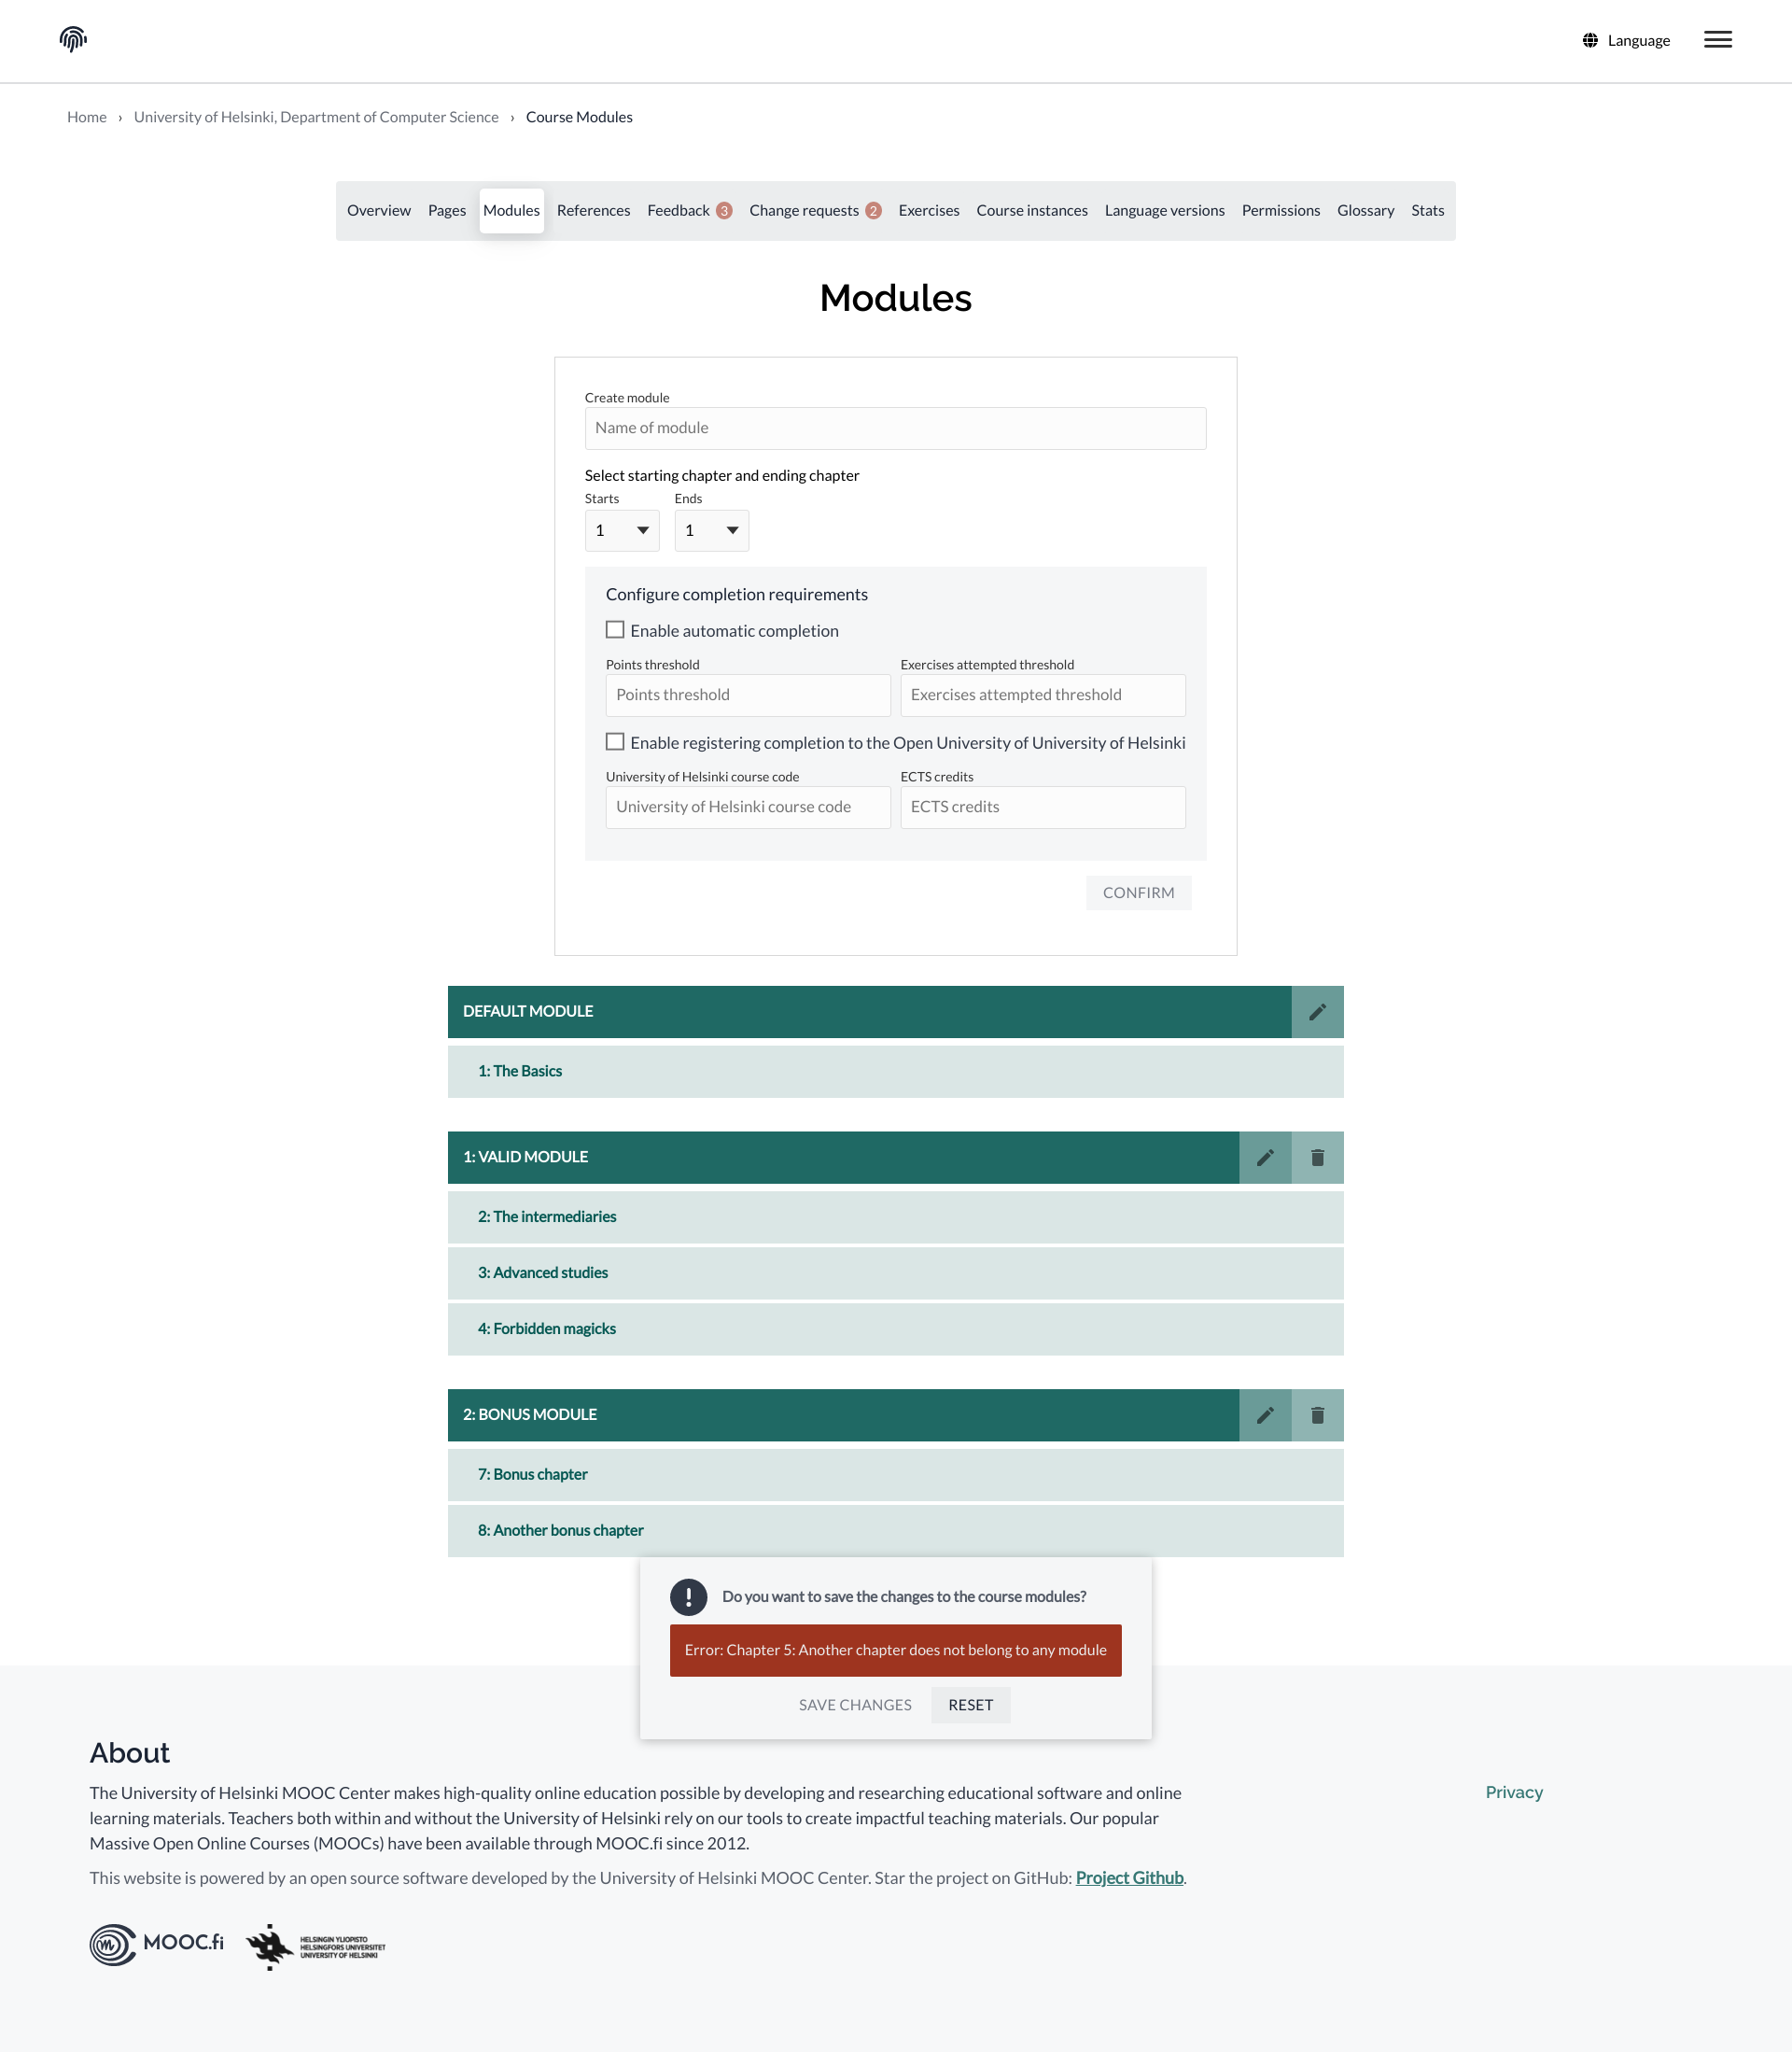 Language
Home › University of Helsinki, Department of Computer Science › Course Modules
Overview Pages Modules References Feedback 3 Change requests 2 Exercises Course instances Language versions Permissions Glossary Stats
Modules
Create module
Name of module
Select starting chapter and ending chapter
Starts Ends
1 1
Configure completion requirements
Enable automatic completion
Points threshold Exercises attempted threshold
Points threshold Exercises attempted threshold
Enable registering completion to the Open University of University of Helsinki
University of Helsinki course code ECTS credits
University of Helsinki course code ECTS credits
CONFIRM
DEFAULT MODULE
1: The Basics
1: VALID MODULE
2: The intermediaries
3: Advanced studies
4: Forbidden magicks
2: BONUS MODULE
7: Bonus chapter
8: Another bonus chapter
Do you want to save the changes to the course modules?
Error: Chapter 5: Another chapter does not belong to any module
SAVE CHANGES RESET
About
The University of Helsinki MOOC Center makes high-quality online education possible by developing and researching educational software and online
learning materials. Teachers both within and without the University of Helsinki rely on our tools to create impactful teaching materials. Our popular
Massive Open Online Courses (MOOCs) have been available through MOOC.fi since 2012.
Privacy
This website is powered by an open source software developed by the University of Helsinki MOOC Center. Star the project on GitHub: Project Github.
MOOC.fi
HELSINGIN YLIOPISTO
HELSINGFORS UNIVERSITET
UNIVERSITY OF HELSINKI